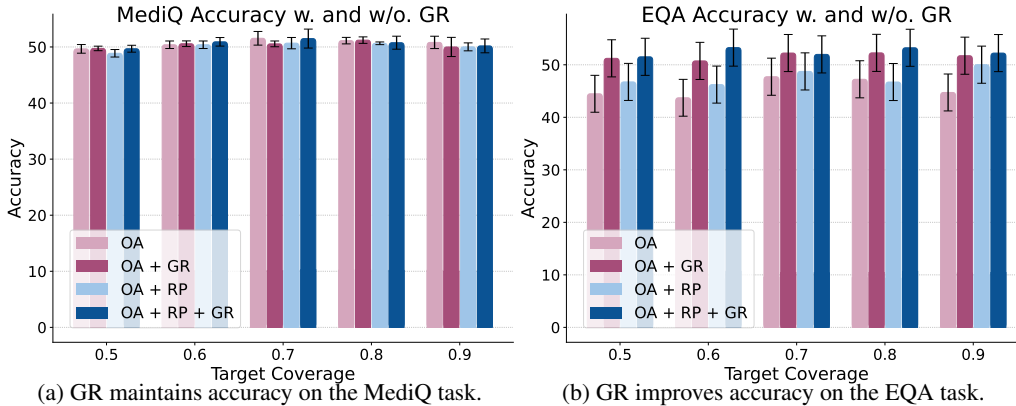 MediQ Accuracy w. and w/o. GR
Accuracy
50
40
30
20
10
0
OA
OA + GR
OA + RP
OA + RP + GR
0.5 0.6 0.7 0.8 0.9
Target Coverage
(a) GR maintains accuracy on the MediQ task.
EQA Accuracy w. and w/o. GR
Accuracy
50
40
30
20
10
0
OA
OA + GR
OA + RP
OA + RP + GR
0.5 0.6 0.7 0.8 0.9
Target Coverage
(b) GR improves accuracy on the EQA task.